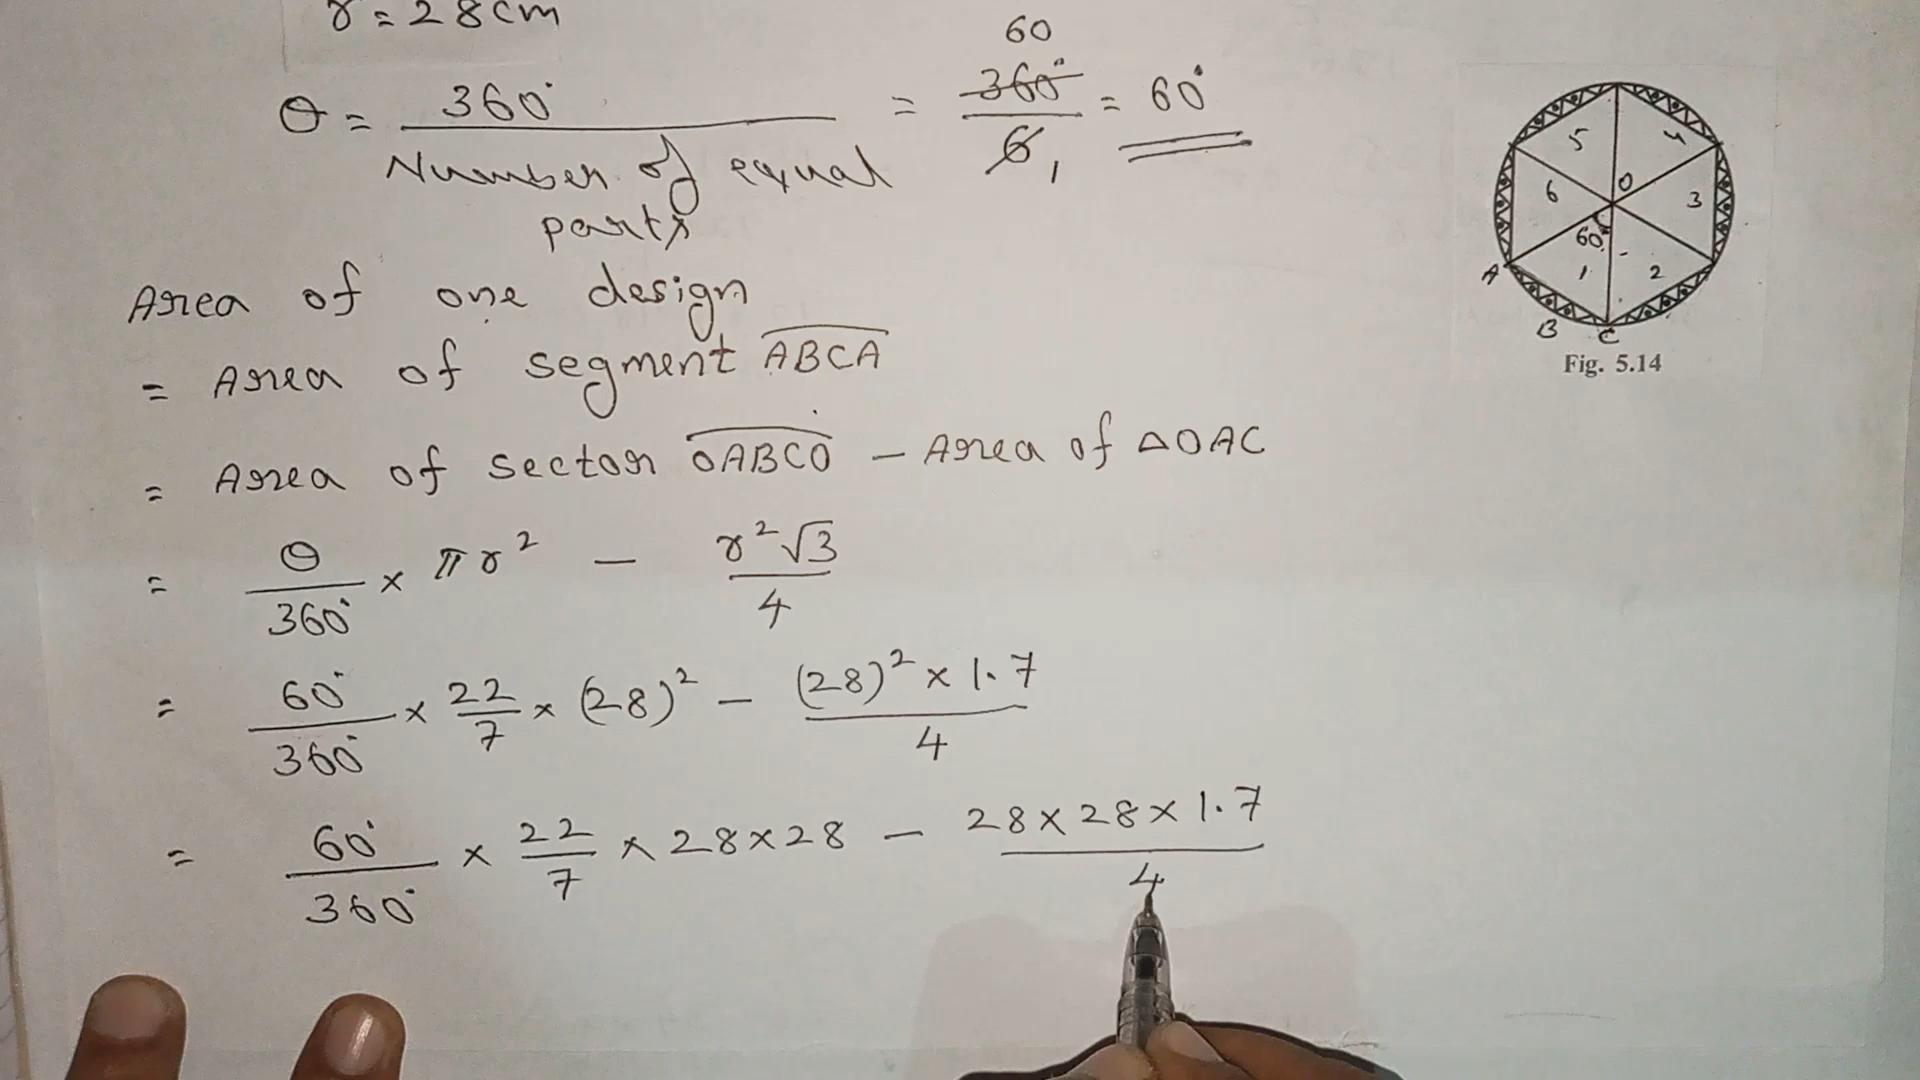 r = 28cm
θ = 360° / Number of equal parts = 360° / 6 = 60°
60
1
Area of one design
= Area of segment ABCA
= Area of sector OABCO – Area of △OAC
= θ/360° × πr² – r²√3/4
= 60°/360° × 22/7 × (28)² – (28)² × 1.7/4
= 60°/360° × 22/7 × 28×28 – 28×28×1.7/4
5 4
6 O 3
60°
A 1 2
B C
Fig. 5.14